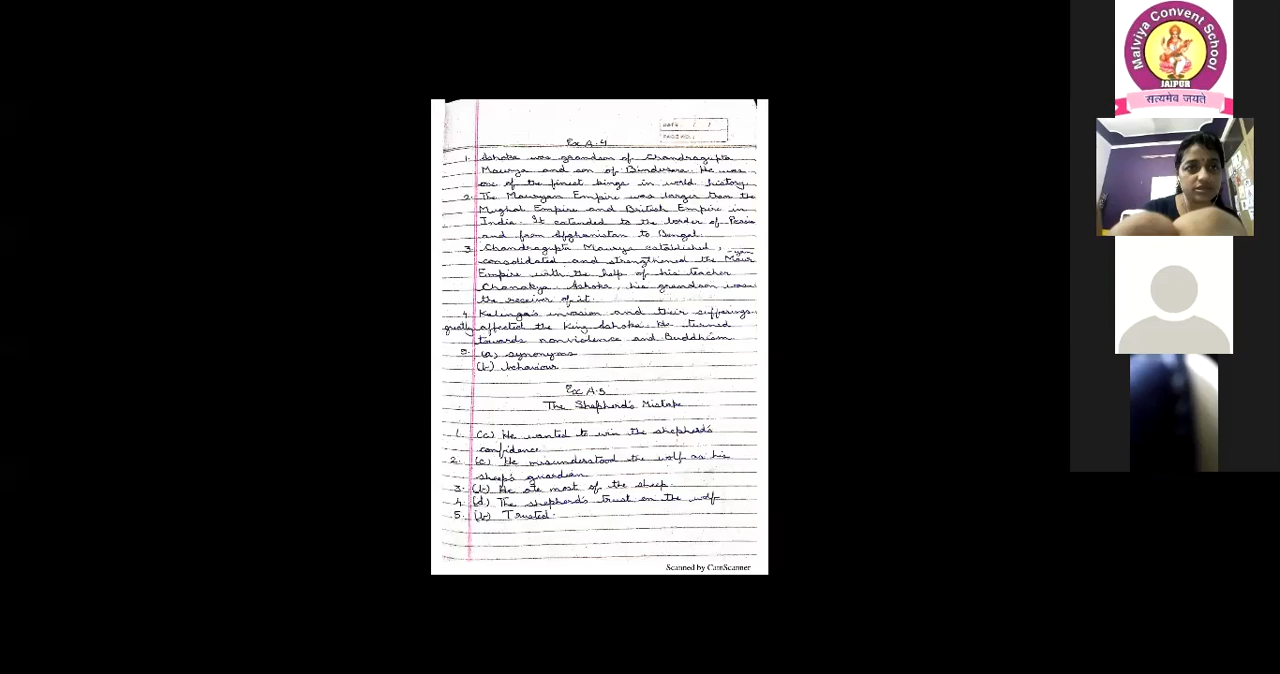 DATE / /
PAGE NO.
Ex A.4
1. Ashoka was grandson of Chandragupta
Maurya and son of Bindusara. He was
one of the finest kings in world history.
2. The Mauryan Empire was larger than the
Mughal Empire and British Empire in
India. It extended to the border of Persia
and from Afghanistan to Bengal.
3. Chandragupta Maurya established,
consolidated and strengthened the Maur -yan
Empire with the help of his teacher
Chanakya. Ashoka, his grandson was
the receiver of it.
4. Kalinga's invasion and their sufferings
greatly affected the King Ashoka. He turned
towards nonviolence and Buddhism.
5. (a) synonyms
(b) behaviour
Ex A.5
The Shepherd's Mistake
1. (c) He wanted to win the shepherd's
confidence
2. (c) He misunderstood the wolf as his
sheep's guardian
3. (b) He ate most of the sheep.
4. (d) The shepherd's trust on the wolf
5. (b) Trusted.
Scanned by CamScanner
Malviya Convent School
JAIPUR
सत्यमेव जयते